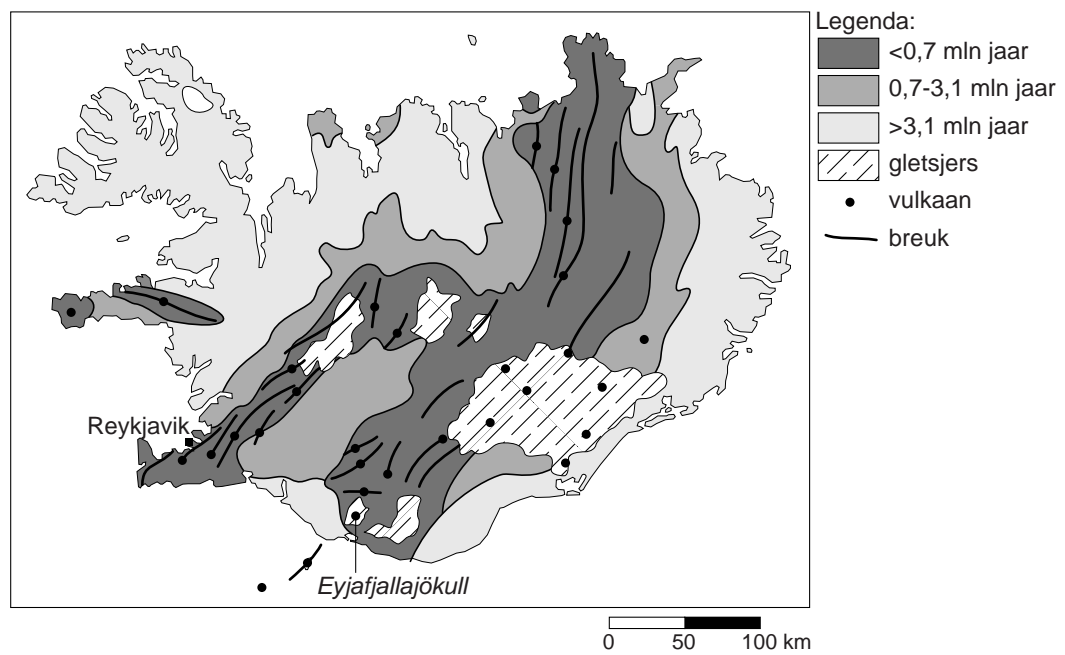 Legenda:
<0,7 mln jaar
0,7-3,1 mln jaar
>3,1 mln jaar
gletsjers
vulkaan
breuk
Reykjavik
Eyjafjallajökull
0 50 100 km